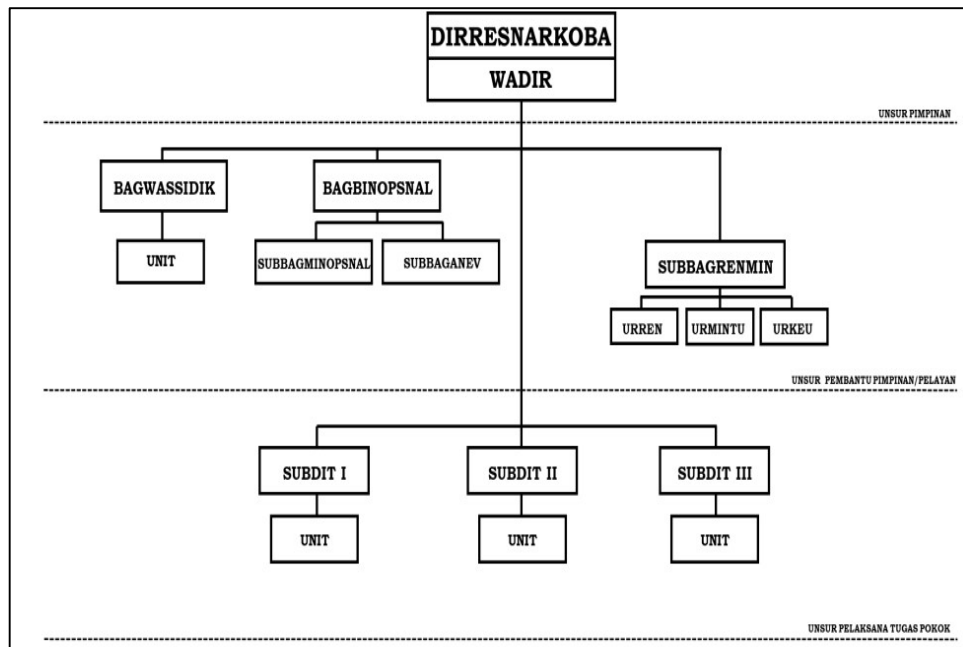 DIRRESNARKOBA
WADIR
UNSUR PIMPINAN
BAGWASSIDIK
BAGBINOPSNAL
UNIT
SUBBAGMINOPSNAL
SUBBAGANEV
SUBBAGRENMIN
URREN
URMINTU
URKEU
UNSUR PEMBANTU PIMPINAN/PELAYAN
SUBDIT I
SUBDIT II
SUBDIT III
UNIT
UNIT
UNIT
UNSUR PELAKSANA TUGAS POKOK